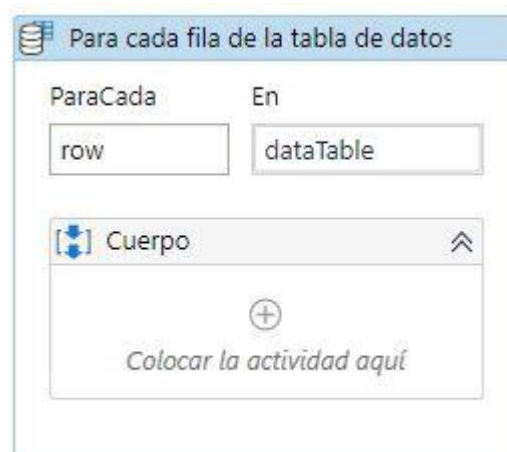 Para cada fila de la tabla de datos
ParaCada En
row dataTable
Cuerpo
Colocar la actividad aquí